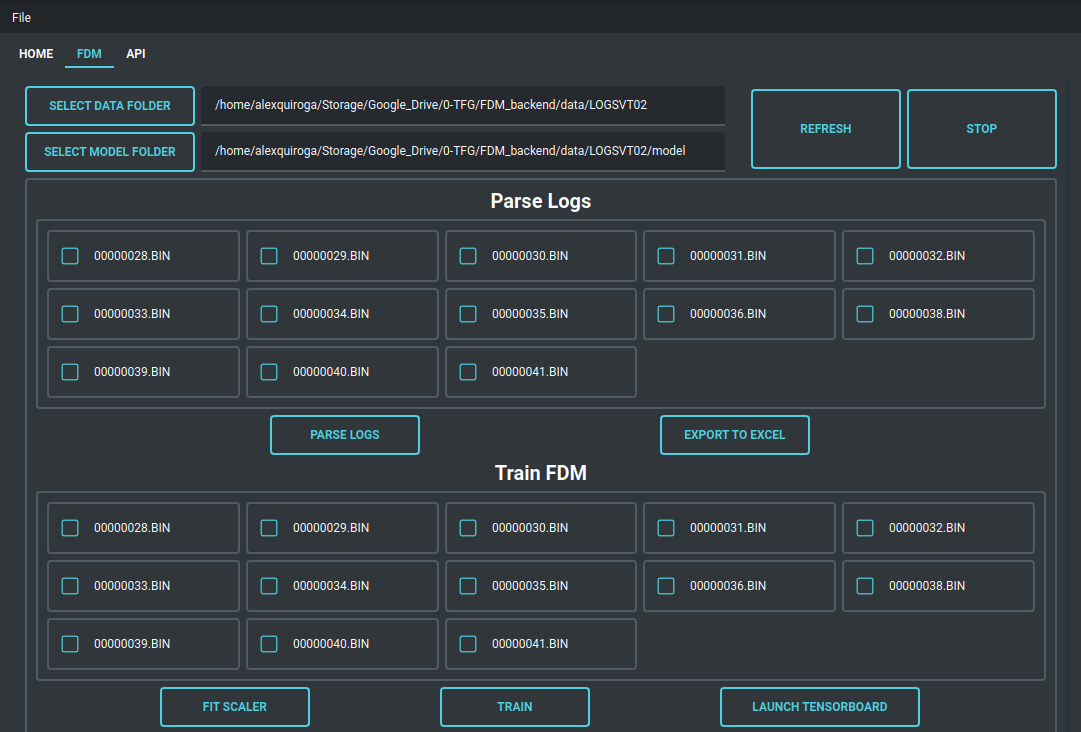 File
HOME FDM API
SELECT DATA FOLDER /home/alexquiroga/Storage/Google_Drive/0-TFG/FDM_backend/data/LOGSVT02
REFRESH STOP
SELECT MODEL FOLDER /home/alexquiroga/Storage/Google_Drive/0-TFG/FDM_backend/data/LOGSVT02/model
Parse Logs
00000028.BIN 00000029.BIN 00000030.BIN 00000031.BIN 00000032.BIN
00000033.BIN 00000034.BIN 00000035.BIN 00000036.BIN 00000038.BIN
00000039.BIN 00000040.BIN 00000041.BIN
PARSE LOGS EXPORT TO EXCEL
Train FDM
00000028.BIN 00000029.BIN 00000030.BIN 00000031.BIN 00000032.BIN
00000033.BIN 00000034.BIN 00000035.BIN 00000036.BIN 00000038.BIN
00000039.BIN 00000040.BIN 00000041.BIN
FIT SCALER TRAIN LAUNCH TENSORBOARD